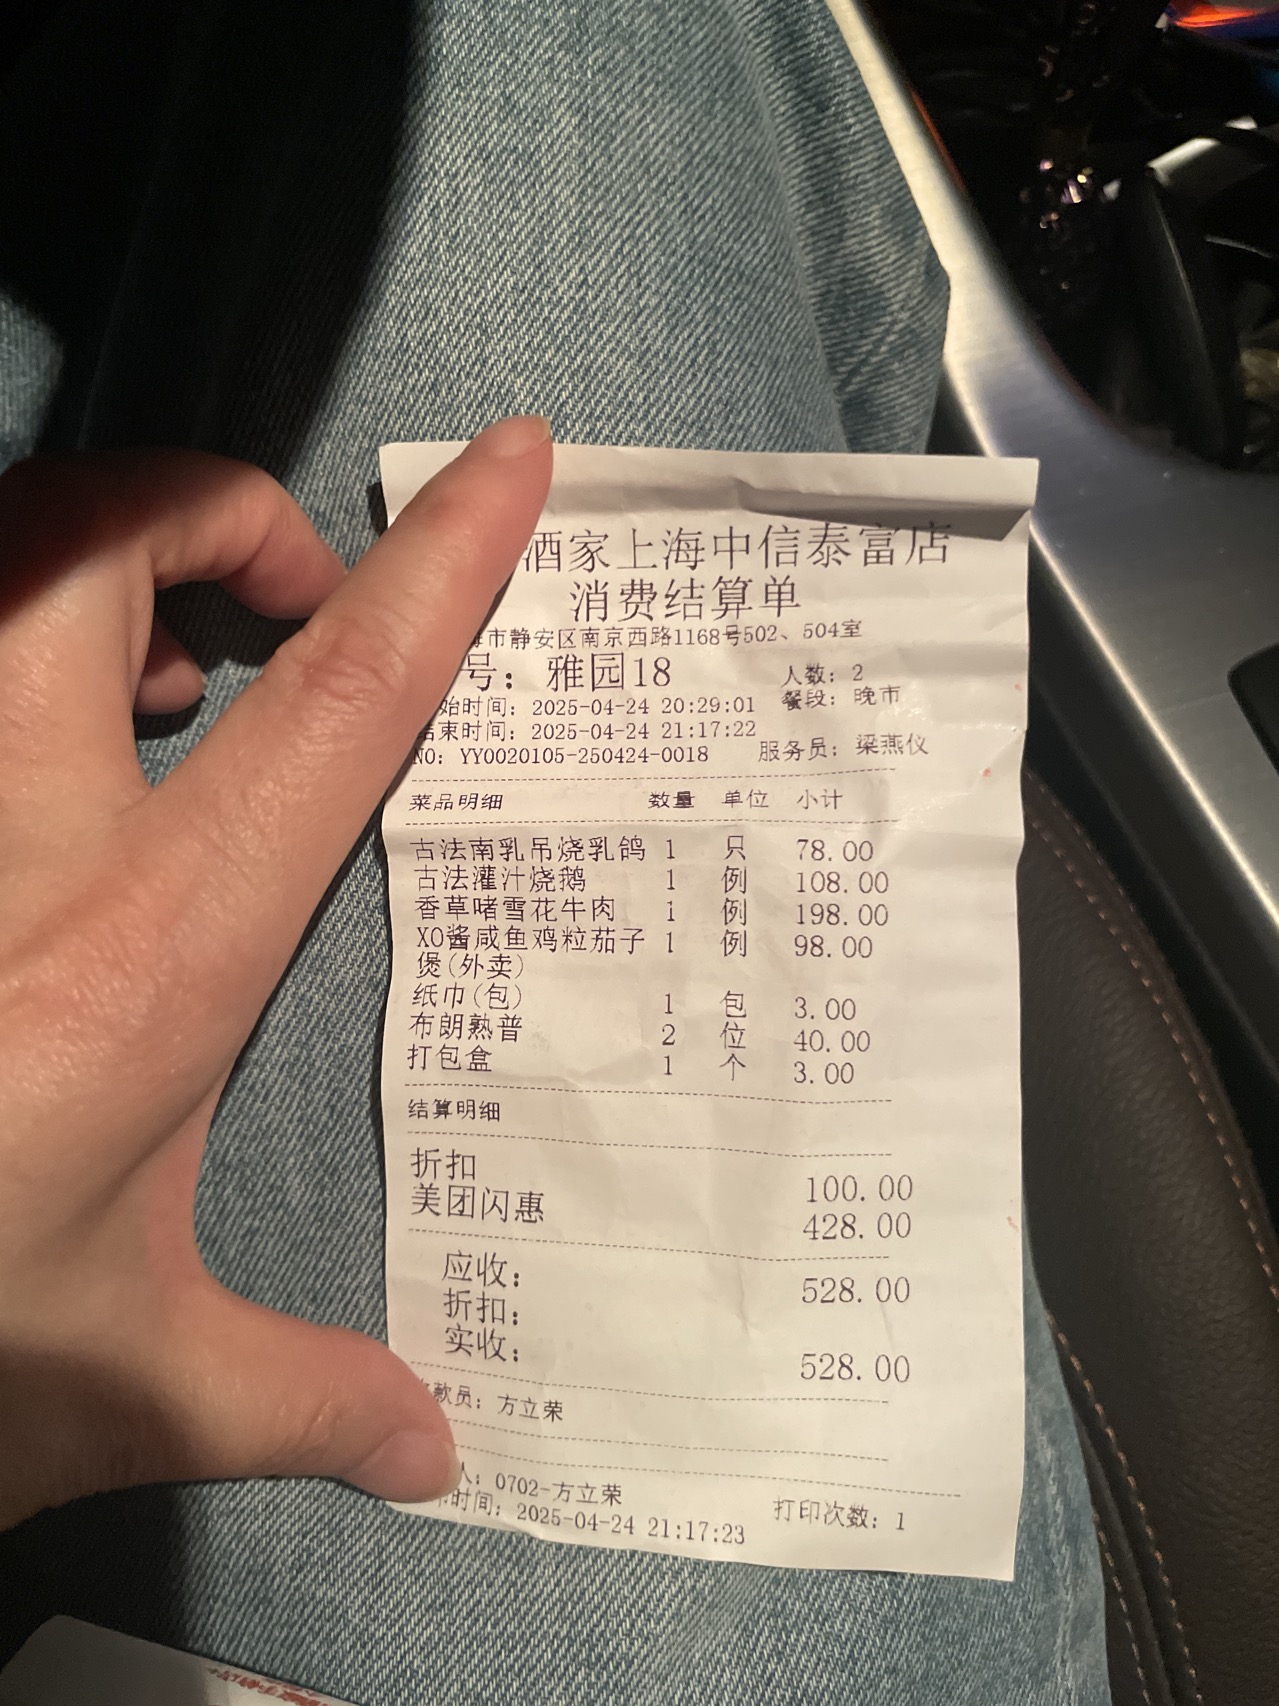 酒家上海中信泰富店
消费结算单
海市静安区南京西路1168号502、504室
号：雅园18 人数：2
始时间：2025-04-24 20:29:01 餐段：晚市
结束时间：2025-04-24 21:17:22
NO：YY0020105-250424-0018 服务员：梁燕仪
菜品明细 数量 单位 小计
古法南乳吊烧乳鸽 1 只 78.00
古法灌汁烧鹅 1 例 108.00
香草啫雪花牛肉 1 例 198.00
XO酱咸鱼鸡粒茄子 1 例 98.00
煲(外卖)
纸巾(包) 1 包 3.00
布朗熟普 2 位 40.00
打包盒 1 个 3.00
结算明细
折扣 100.00
美团闪惠 428.00
应收： 528.00
折扣：
实收： 528.00
款员：方立荣
人：0702-方立荣
时间：2025-04-24 21:17:23 打印次数：1